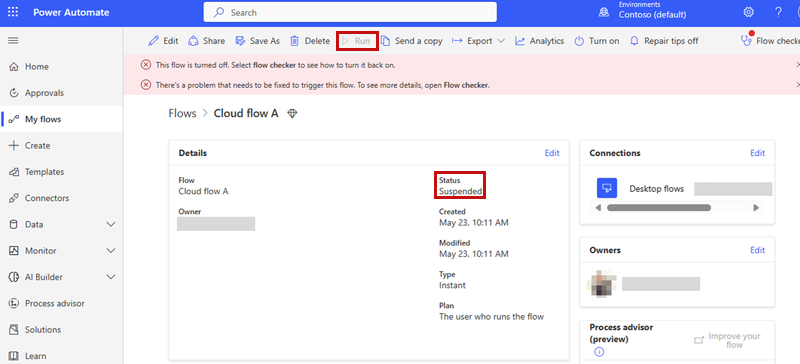 Power Automate
Search
Environments
Contoso (default)
Edit
Share
Save As
Delete
Run
Send a copy
Export
Analytics
Turn on
Repair tips off
Flow checke
This flow is turned off. Select flow checker to see how to turn it back on.
There's a problem that needs to be fixed to trigger this flow. To see more details, open Flow checker.
Home
Approvals
My flows
Create
Templates
Connectors
Data
Monitor
AI Builder
Process advisor
Solutions
Learn
Flows > Cloud flow A
Details
Edit
Flow
Cloud flow A
Owner
Status
Suspended
Created
May 23, 10:11 AM
Modified
May 23, 10:11 AM
Type
Instant
Plan
The user who runs the flow
Connections
Edit
Desktop flows
Owners
Edit
Process advisor
(preview)
Improve your
flow